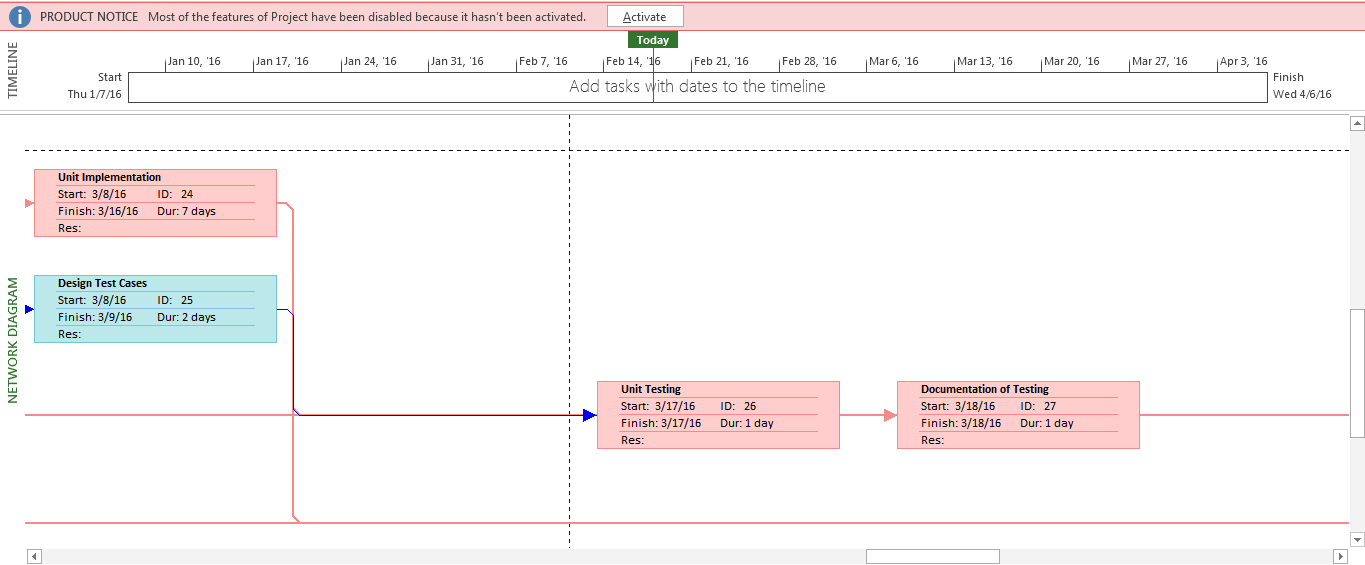 PRODUCT NOTICE Most of the features of Project have been disabled because it hasn't been activated. Activate
TIMELINE
Today
Jan 10, '16 Jan 17, '16 Jan 24, '16 Jan 31, '16 Feb 7, '16 Feb 14, '16 Feb 21, '16 Feb 28, '16 Mar 6, '16 Mar 13, '16 Mar 20, '16 Mar 27, '16 Apr 3, '16
Start
Thu 1/7/16
Add tasks with dates to the timeline
Finish
Wed 4/6/16
NETWORK DIAGRAM
Unit Implementation
Start: 3/8/16 ID: 24
Finish: 3/16/16 Dur: 7 days
Res:
Design Test Cases
Start: 3/8/16 ID: 25
Finish: 3/9/16 Dur: 2 days
Res:
Unit Testing
Start: 3/17/16 ID: 26
Finish: 3/17/16 Dur: 1 day
Res:
Documentation of Testing
Start: 3/18/16 ID: 27
Finish: 3/18/16 Dur: 1 day
Res: